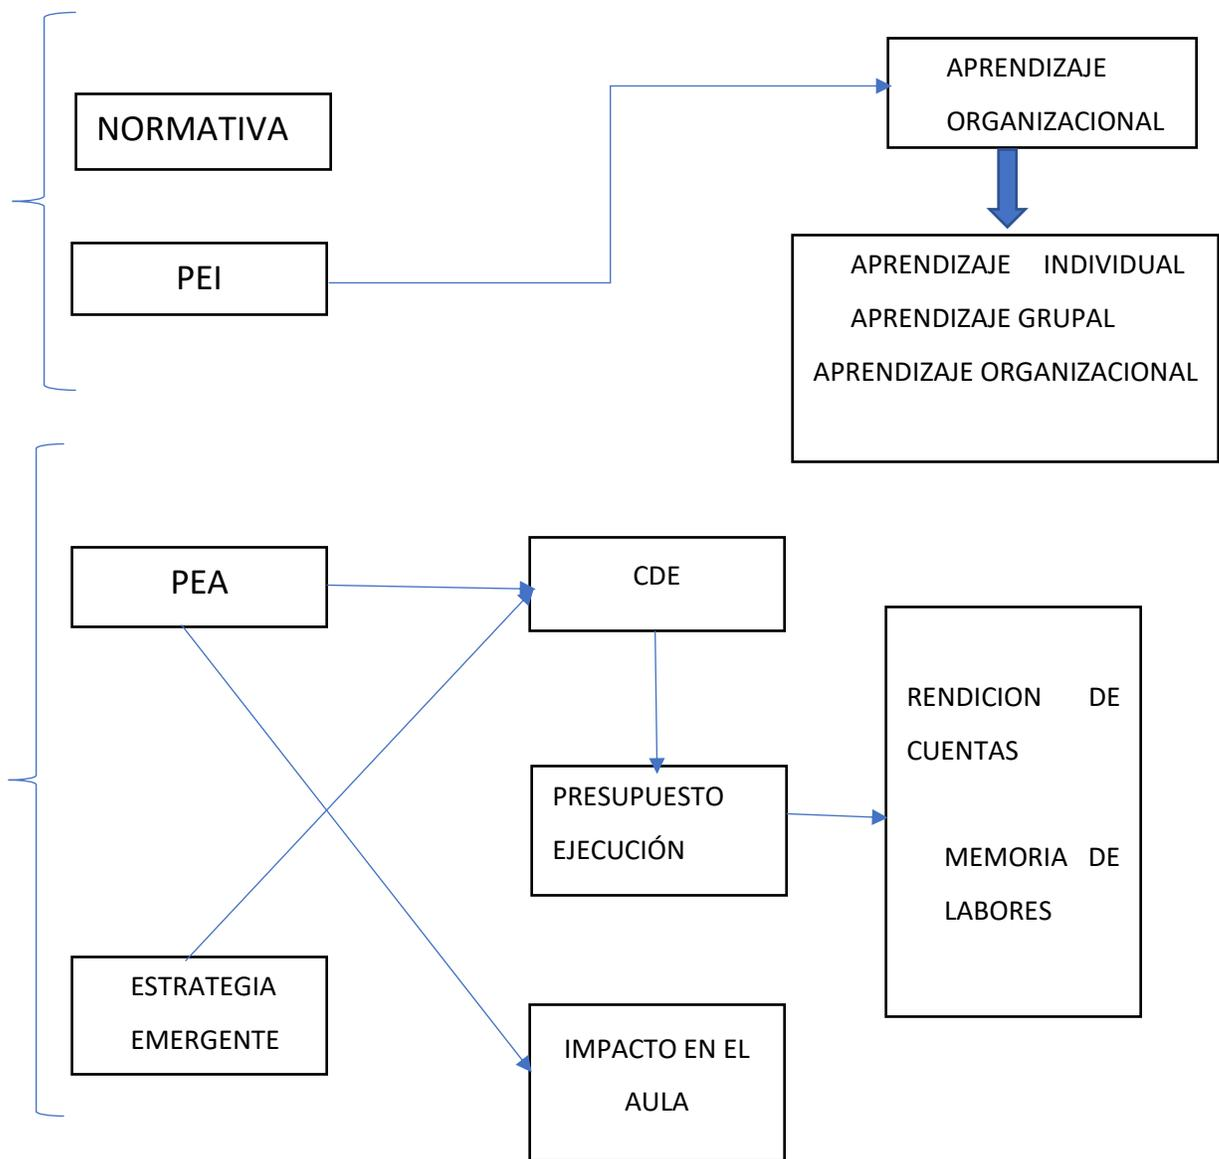 NORMATIVA
PEI
APRENDIZAJE
ORGANIZACIONAL
APRENDIZAJE INDIVIDUAL
APRENDIZAJE GRUPAL
APRENDIZAJE ORGANIZACIONAL
PEA
CDE
PRESUPUESTO
EJECUCIÓN
RENDICION DE
CUENTAS
MEMORIA DE
LABORES
ESTRATEGIA
EMERGENTE
IMPACTO EN EL
AULA